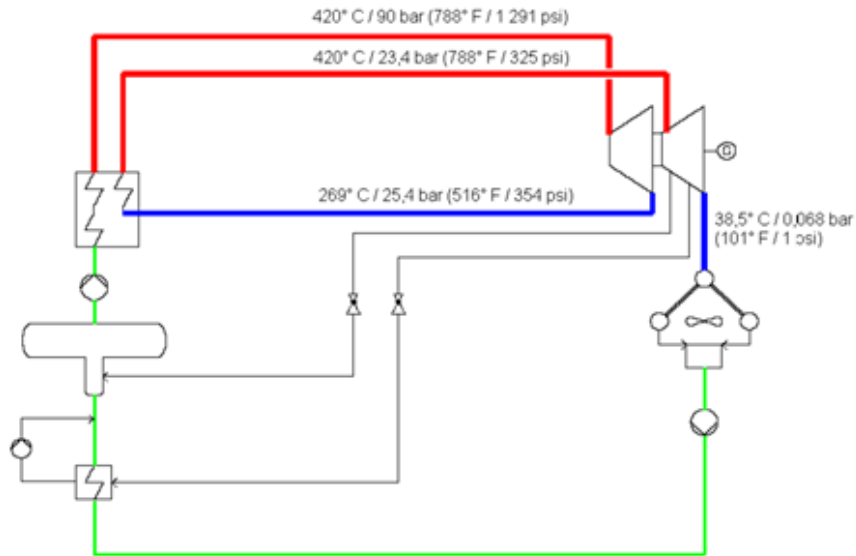 420° C / 90 bar (788° F / 1 291 psi)
420° C / 23,4 bar (788° F / 325 psi)
G
269° C / 25,4 bar (516° F / 354 psi)
38,5° C / 0,068 bar
(101° F / 1 psi)